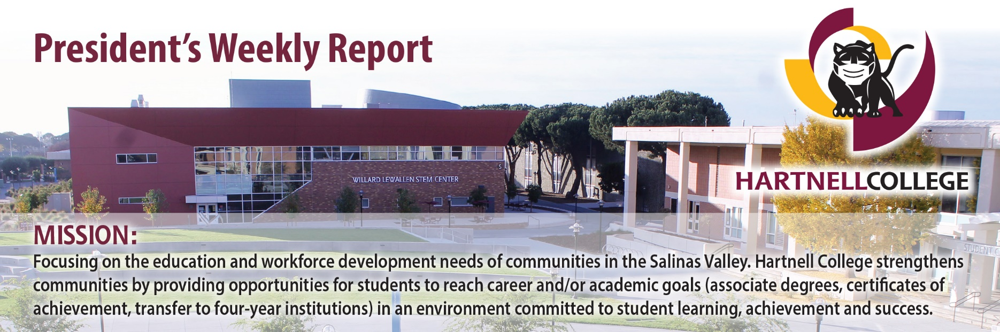 President’s Weekly Report
WILLARD LEWALLEN STEM CENTER
S
HARTNELLCOLLEGE
STUDENT
MISSION:
Focusing on the education and workforce development needs of communities in the Salinas Valley. Hartnell College strengthens
communities by providing opportunities for students to reach career and/or academic goals (associate degrees, certificates of
achievement, transfer to four-year institutions) in an environment committed to student learning, achievement and success.